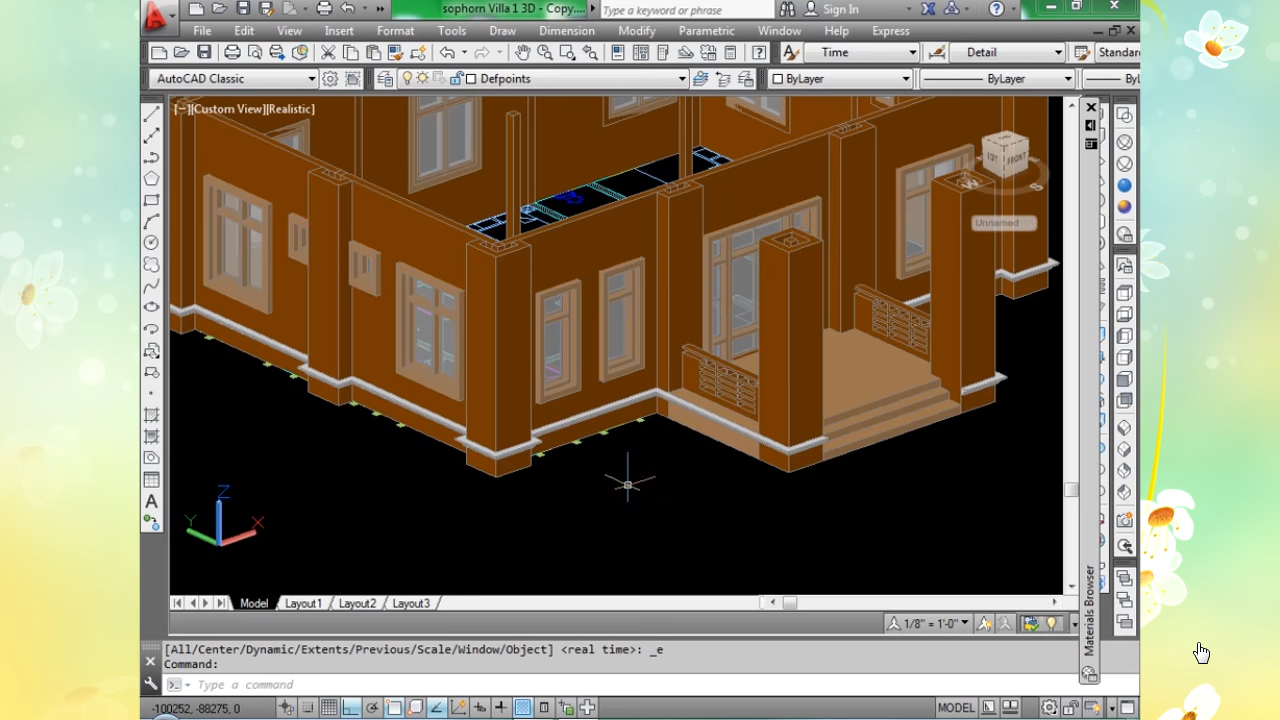 sophorn Villa 1 3D - Copy.... Type a keyword or phrase Sign In
File Edit View Insert Format Tools Draw Dimension Modify Parametric Window Help Express
Time Detail Standard
AutoCAD Classic Defpoints ByLayer ByLayer ByL
[−][Custom View][Realistic]
FRONT
W S
Unnamed
Z
Y X
Materials Browser
Model Layout1 Layout2 Layout3
1/8" = 1'-0"
[All/Center/Dynamic/Extents/Previous/Scale/Window/Object] <real time>: _e
Command:
Type a command
-100252, -88275, 0 MODEL